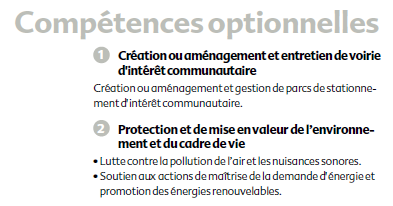 Compétences optionnelles
1 Création ou aménagement et entretien de voirie
d'intérêt communautaire
Création ou aménagement et gestion de parcs de stationne-
ment d'intérêt communautaire.
2 Protection et de mise en valeur de l'environne-
ment et du cadre de vie
• Lutte contre la pollution de l'air et les nuisances sonores.
• Soutien aux actions de maîtrise de la demande d'énergie et
promotion des énergies renouvelables.